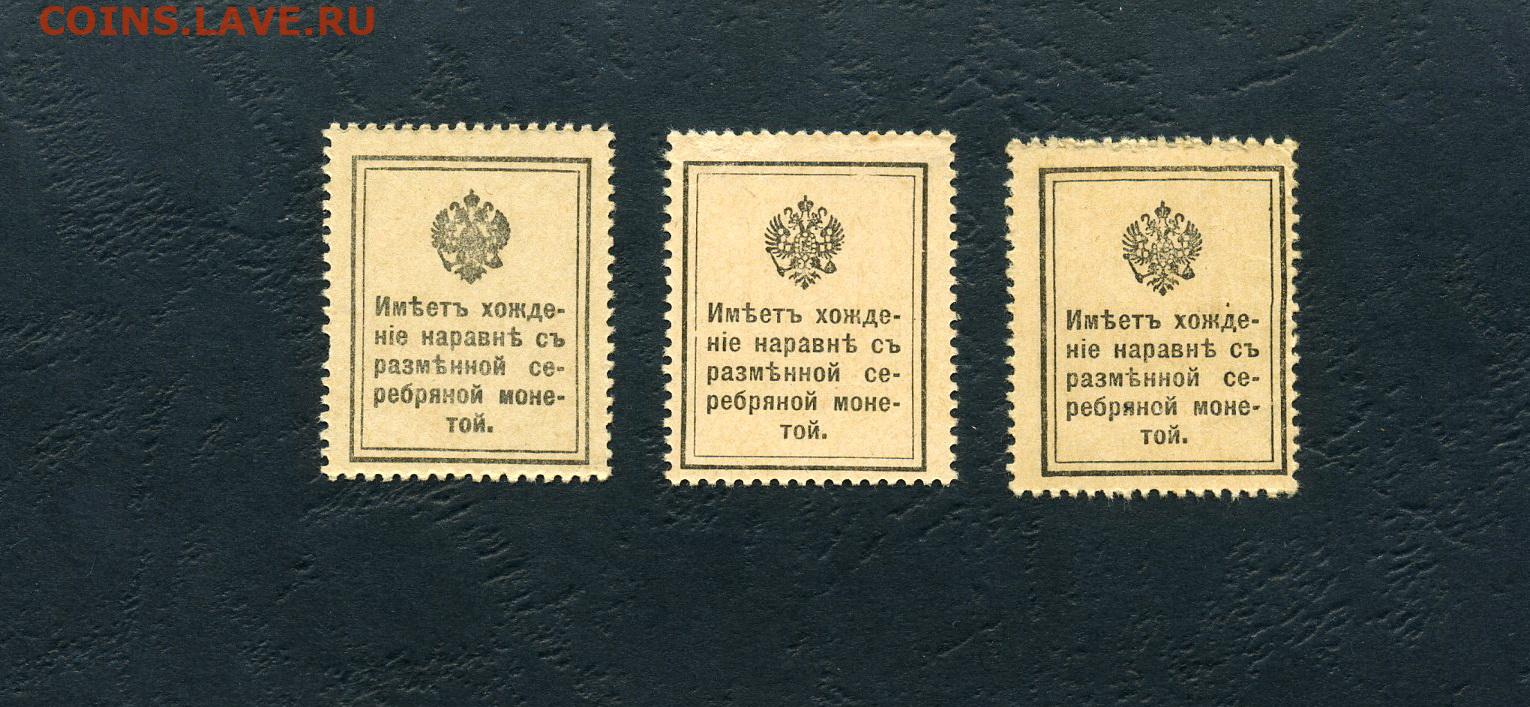 COINS.LAVE.RU
Имѣетъ хожде-
ніе наравнѣ съ
размѣнной се-
ребряной моне-
той.
Имѣетъ хожде-
ніе наравнѣ съ
размѣнной се-
ребряной моне-
той.
Имѣетъ хожде-
ніе наравнѣ съ
размѣнной се-
ребряной моне-
той.